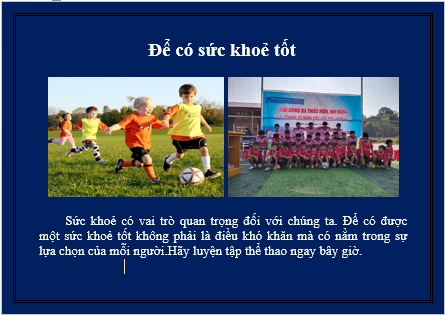 Để có sức khoẻ tốt
Sức khoẻ có vai trò quan trọng đối với chúng ta. Để có được
một sức khoẻ tốt không phải là điều khó khăn mà có nằm trong sự
lựa chọn của mỗi người.Hãy luyện tập thể thao ngay bây giờ.